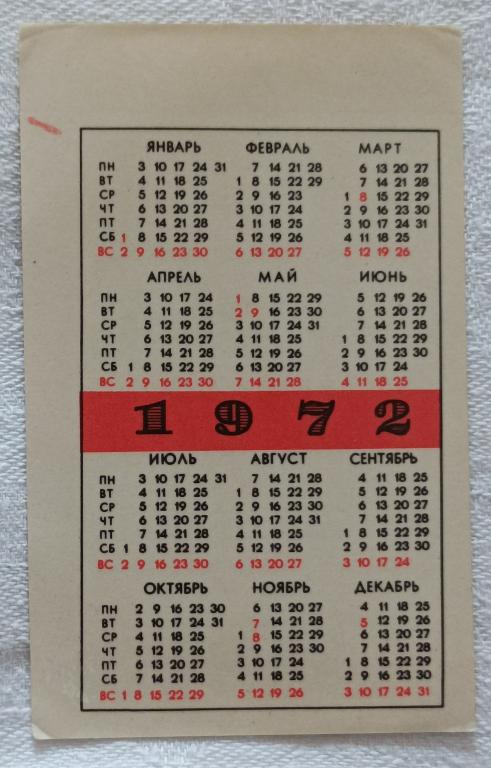 ЯНВАРЬ ФЕВРАЛЬ МАРТ
ПН 3 10 17 24 31 7 14 21 28 6 13 20 27
ВТ 4 11 18 25 1 8 15 22 29 7 14 21 28
СР 5 12 19 26 2 9 16 23 1 8 15 22 29
ЧТ 6 13 20 27 3 10 17 24 2 9 16 23 30
ПТ 7 14 21 28 4 11 18 25 3 10 17 24 31
СБ 1 8 15 22 29 5 12 19 26 4 11 18 25
ВС 2 9 16 23 30 6 13 20 27 5 12 19 26
АПРЕЛЬ МАЙ ИЮНЬ
ПН 3 10 17 24 1 8 15 22 29 5 12 19 26
ВТ 4 11 18 25 2 9 16 23 30 6 13 20 27
СР 5 12 19 26 3 10 17 24 31 7 14 21 28
ЧТ 6 13 20 27 4 11 18 25 1 8 15 22 29
ПТ 7 14 21 28 5 12 19 26 2 9 16 23 30
СБ 1 8 15 22 29 6 13 20 27 3 10 17 24
ВС 2 9 16 23 30 7 14 21 28 4 11 18 25
1972
ИЮЛЬ АВГУСТ СЕНТЯБРЬ
ПН 3 10 17 24 31 7 14 21 28 4 11 18 25
ВТ 4 11 18 25 1 8 15 22 29 5 12 19 26
СР 5 12 19 26 2 9 16 23 30 6 13 20 27
ЧТ 6 13 20 27 3 10 17 24 31 7 14 21 28
ПТ 7 14 21 28 4 11 18 25 1 8 15 22 29
СБ 1 8 15 22 29 5 12 19 26 2 9 16 23 30
ВС 2 9 16 23 30 6 13 20 27 3 10 17 24
ОКТЯБРЬ НОЯБРЬ ДЕКАБРЬ
ПН 2 9 16 23 30 6 13 20 27 4 11 18 25
ВТ 3 10 17 24 31 7 14 21 28 5 12 19 26
СР 4 11 18 25 1 8 15 22 29 6 13 20 27
ЧТ 5 12 19 26 2 9 16 23 30 7 14 21 28
ПТ 6 13 20 27 3 10 17 24 1 8 15 22 29
СБ 7 14 21 28 4 11 18 25 2 9 16 23 30
ВС 1 8 15 22 29 5 12 19 26 3 10 17 24 31